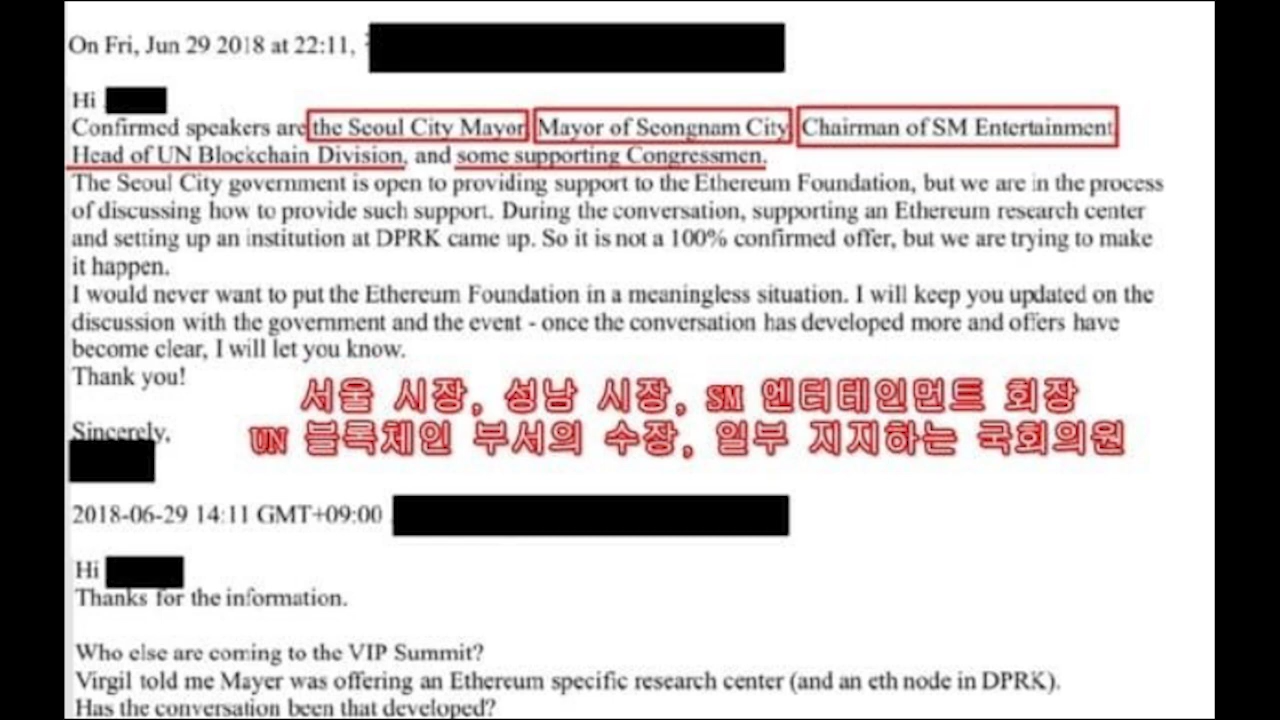 On Fri, Jun 29 2018 at 22:11,
Hi
Confirmed speakers are the Seoul City Mayor, Mayor of Seongnam City, Chairman of SM Entertainment,
Head of UN Blockchain Division, and some supporting Congressmen.
The Seoul City government is open to providing support to the Ethereum Foundation, but we are in the process
of discussing how to provide such support. During the conversation, supporting an Ethereum research center
and setting up an institution at DPRK came up. So it is not a 100% confirmed offer, but we are trying to make
it happen.
I would never want to put the Ethereum Foundation in a meaningless situation. I will keep you updated on the
discussion with the government and the event - once the conversation has developed more and offers have
become clear, I will let you know.
Thank you!
서울 시장, 성남 시장, SM 엔터테인먼트 회장
Sincerely,
UN 블록체인 부서의 수장, 일부 지지하는 국회의원
2018-06-29 14:11 GMT+09:00
Hi
Thanks for the information.
Who else are coming to the VIP Summit?
Virgil told me Mayer was offering an Ethereum specific research center (and an eth node in DPRK).
Has the conversation been that developed?